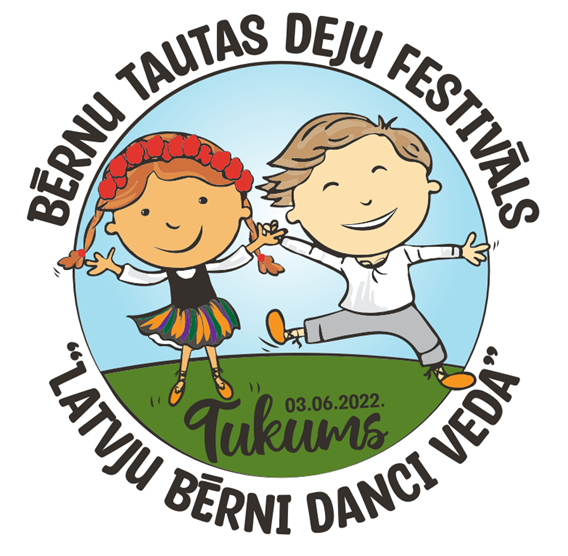 BĒRNU TAUTAS DEJU FESTIVĀLS
03.06.2022.
Tukums
"LATVJU BĒRNI DANCI VEDA"